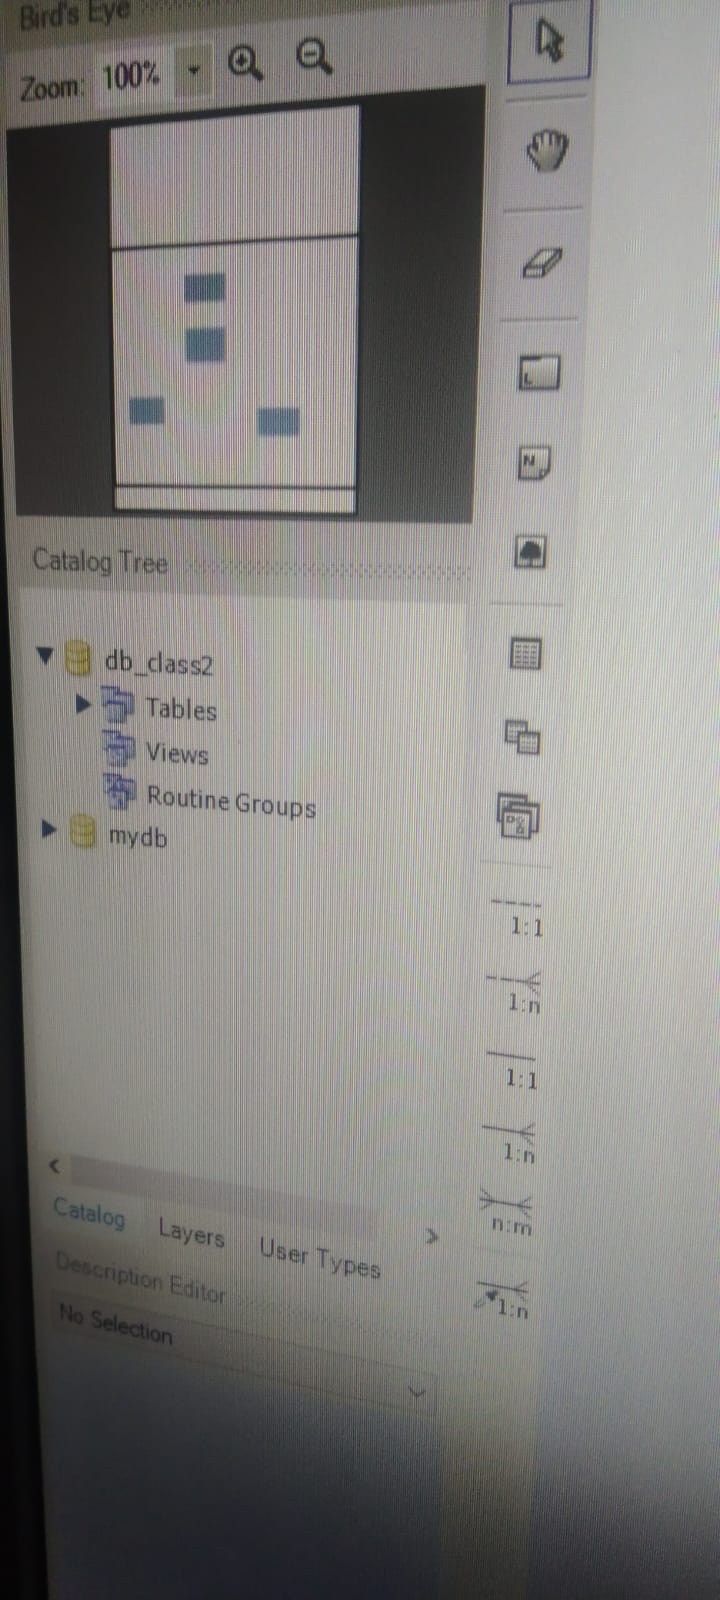 Bird's Eye
Zoom: 100%
Catalog Tree
db_class2
Tables
Views
Routine Groups
mydb
Catalog Layers User Types
Description Editor
No Selection
L
N
1:1
1:n
1:1
1:n
n:m
1:n